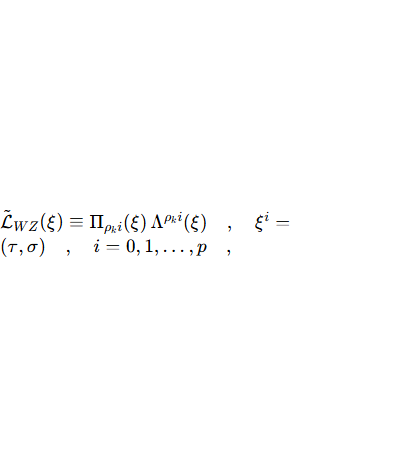 $\tilde{\mathcal{L}}_{WZ}(\xi) \equiv \Pi_{\rho_k i}(\xi)\, \Lambda^{\rho_k i}(\xi) \quad , \quad \xi^i =$
$(\tau, \sigma) \quad , \quad i = 0, 1, \ldots, p \quad ,$